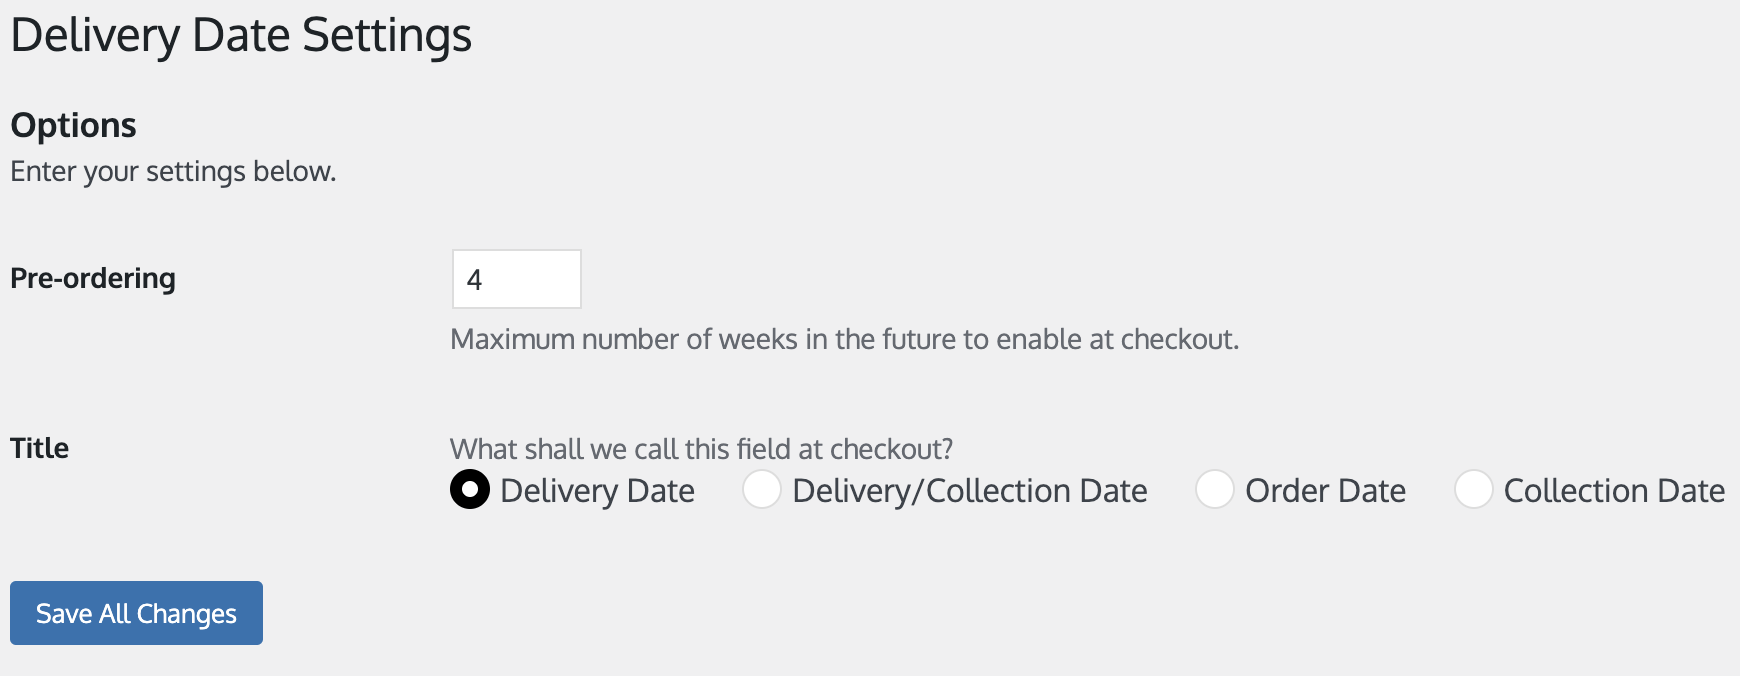 Delivery Date Settings
Options
Enter your settings below.
Pre-ordering
4
Maximum number of weeks in the future to enable at checkout.
Title
What shall we call this field at checkout?
Delivery Date Delivery/Collection Date Order Date Collection Date
Save All Changes